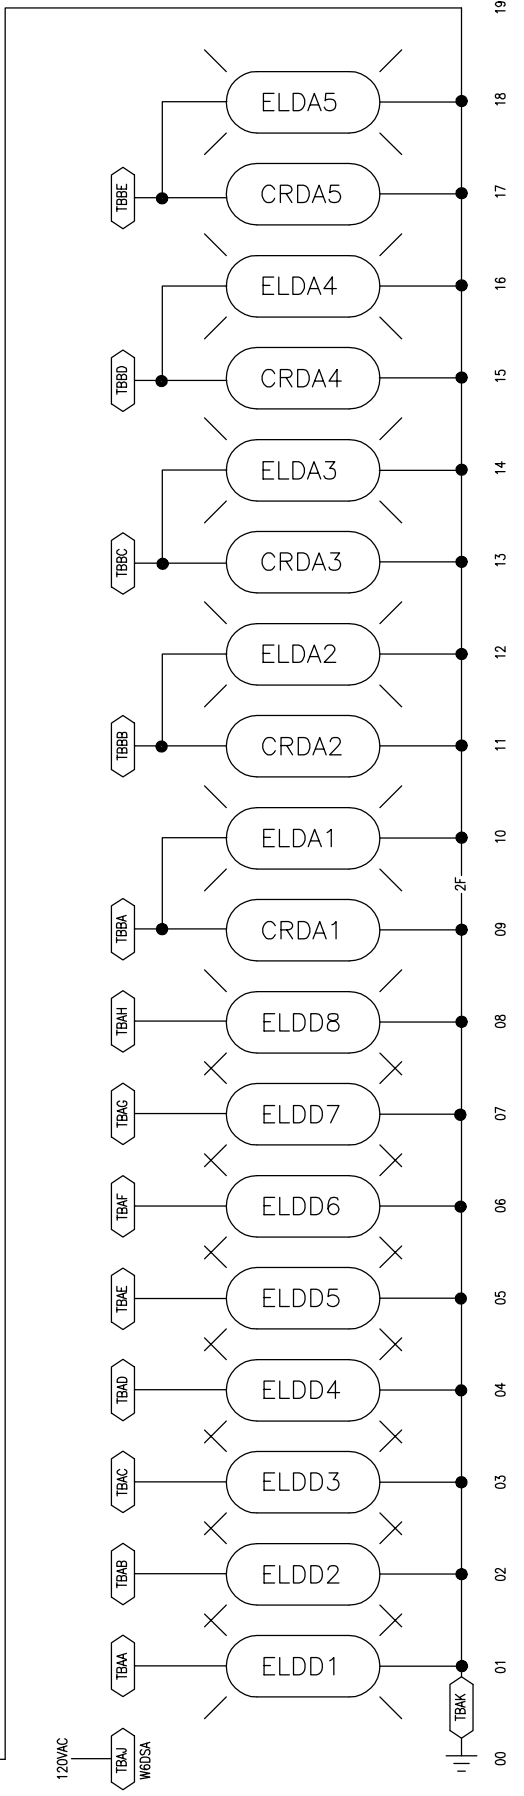 19
ELDA5
18
TBBE
CRDA5
17
ELDA4
16
TBBD
CRDA4
15
ELDA3
14
TBBC
CRDA3
13
ELDA2
12
TBBB
CRDA2
11
ELDA1
10
2F
TBBA
CRDA1
09
TBAH
ELDD8
08
TBAG
ELDD7
07
TBAF
ELDD6
06
TBAE
ELDD5
05
TBAD
ELDD4
04
TBAC
ELDD3
03
TBAB
ELDD2
02
TBAA
ELDD1
01
TBAK
120VAC
TBAJ
W6DSA
00